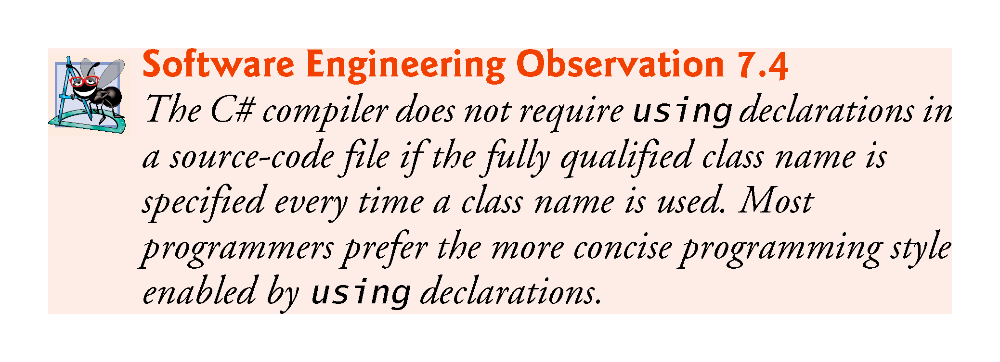 Software Engineering Observation 7.4
The C# compiler does not require using declarations in
a source-code file if the fully qualified class name is
specified every time a class name is used. Most
programmers prefer the more concise programming style
enabled by using declarations.